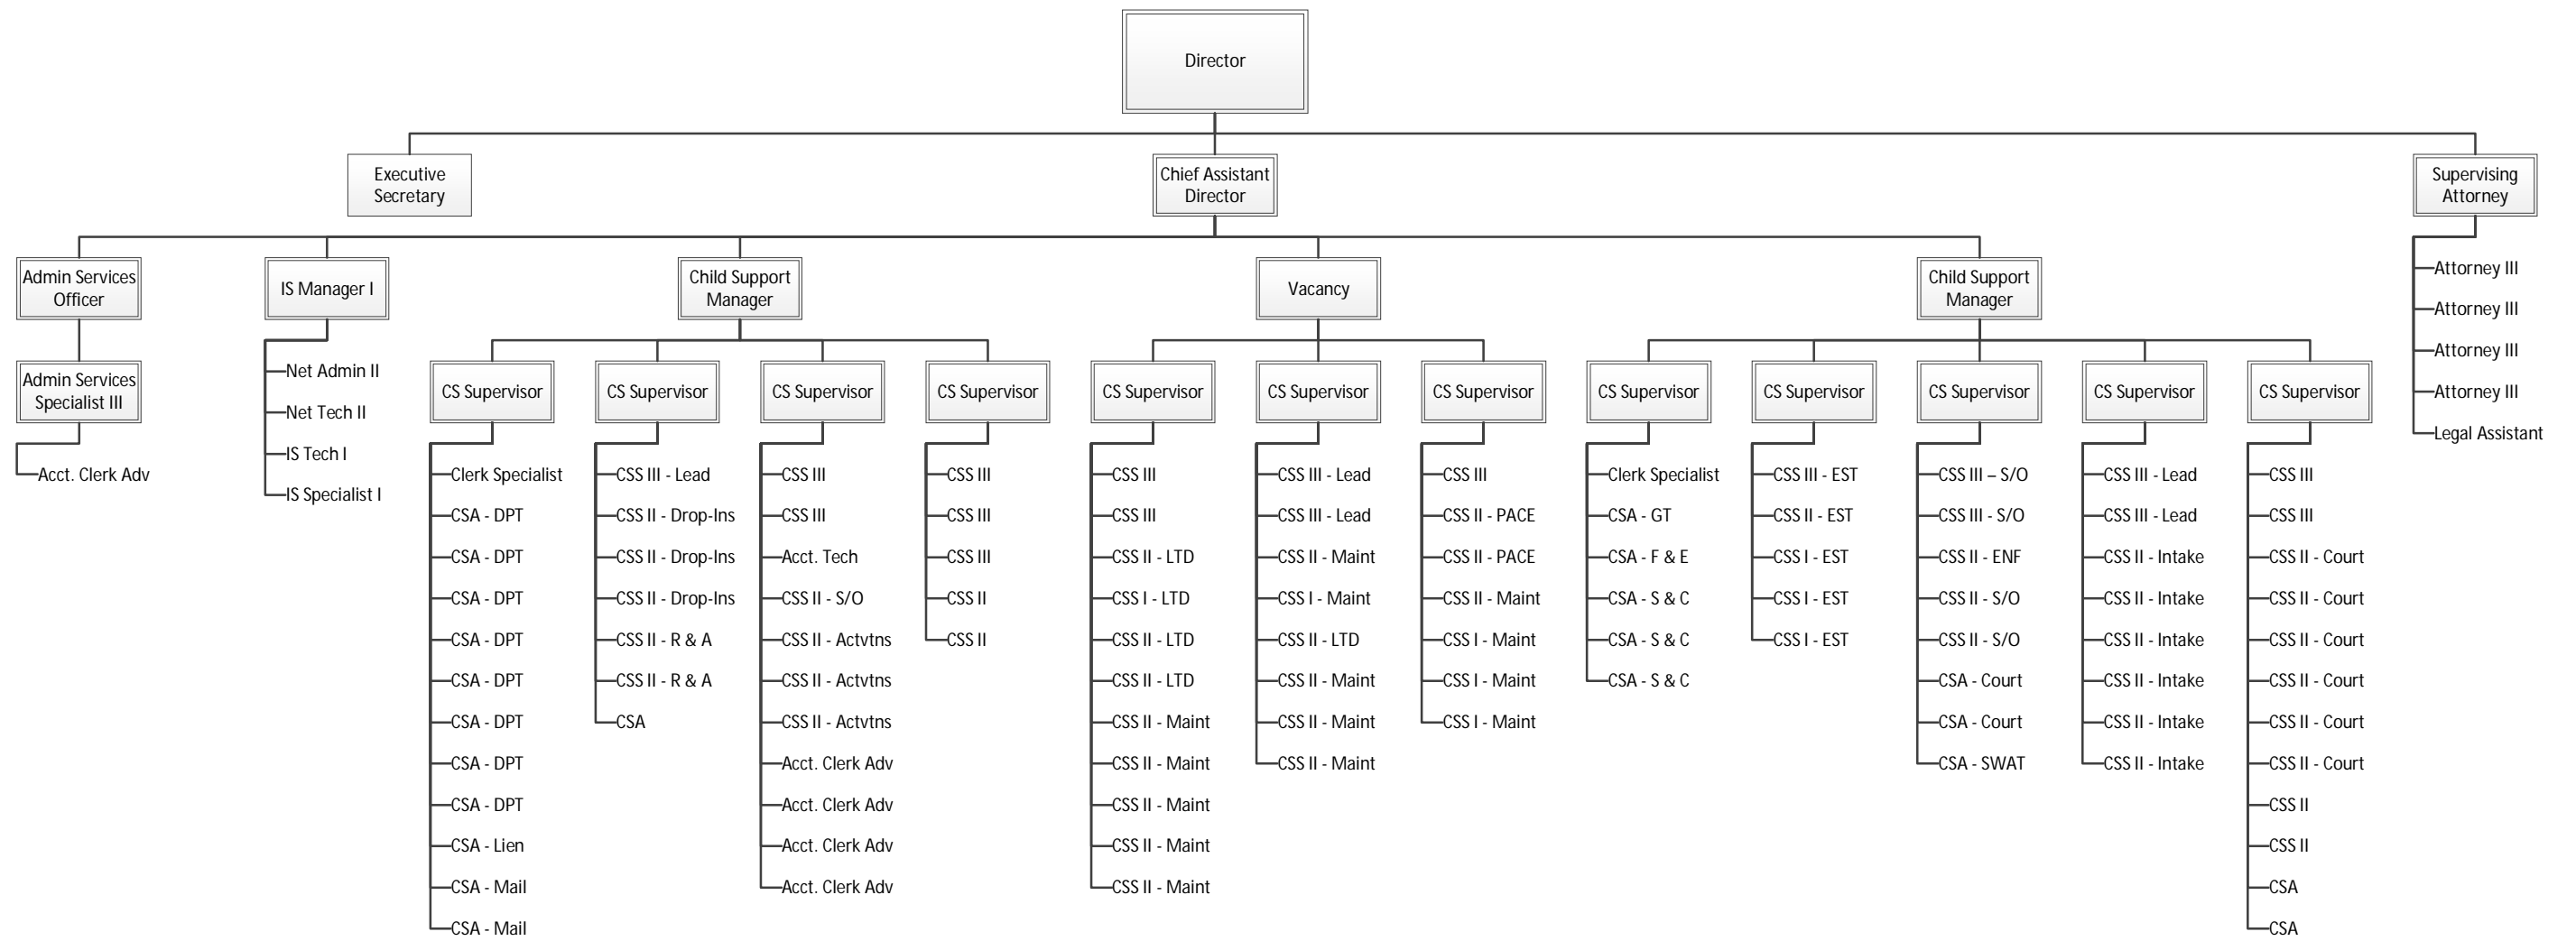 Director
Executive
Secretary
Chief Assistant
Director
Supervising
Attorney
Admin Services
Officer
IS Manager I
Child Support
Manager
Vacancy
Child Support
Manager
Attorney III
Attorney III
Attorney III
Attorney III
Legal Assistant
Admin Services
Specialist III
Acct. Clerk Adv
Net Admin II
Net Tech II
IS Tech I
IS Specialist I
CS Supervisor
Clerk Specialist
CSA - DPT
CSA - DPT
CSA - DPT
CSA - DPT
CSA - DPT
CSA - DPT
CSA - DPT
CSA - DPT
CSA - Lien
CSA - Mail
CSA - Mail
CS Supervisor
CSS III - Lead
CSS II - Drop-Ins
CSS II - Drop-Ins
CSS II - Drop-Ins
CSS II - R & A
CSS II - R & A
CSA
CS Supervisor
CSS III
CSS III
Acct. Tech
CSS II - S/O
CSS II - Actvtns
CSS II - Actvtns
CSS II - Actvtns
Acct. Clerk Adv
Acct. Clerk Adv
Acct. Clerk Adv
Acct. Clerk Adv
CS Supervisor
CSS III
CSS III
CSS III
CSS II
CSS II
CS Supervisor
CSS III
CSS III
CSS II - LTD
CSS I - LTD
CSS II - LTD
CSS II - LTD
CSS II - Maint
CSS II - Maint
CSS II - Maint
CSS II - Maint
CSS II - Maint
CS Supervisor
CSS III - Lead
CSS III - Lead
CSS II - Maint
CSS I - Maint
CSS II - LTD
CSS II - Maint
CSS II - Maint
CSS II - Maint
CS Supervisor
CSS III
CSS II - PACE
CSS II - PACE
CSS II - Maint
CSS I - Maint
CSS I - Maint
CSS I - Maint
CS Supervisor
Clerk Specialist
CSA - GT
CSA - F & E
CSA - S & C
CSA - S & C
CSA - S & C
CS Supervisor
CSS III - EST
CSS II - EST
CSS I - EST
CSS I - EST
CSS I - EST
CS Supervisor
CSS III – S/O
CSS III - S/O
CSS II - ENF
CSS II - S/O
CSS II - S/O
CSA - Court
CSA - Court
CSA - SWAT
CS Supervisor
CSS III - Lead
CSS III - Lead
CSS II - Intake
CSS II - Intake
CSS II - Intake
CSS II - Intake
CSS II - Intake
CSS II - Intake
CS Supervisor
CSS III
CSS III
CSS II - Court
CSS II - Court
CSS II - Court
CSS II - Court
CSS II - Court
CSS II - Court
CSS II
CSS II
CSA
CSA